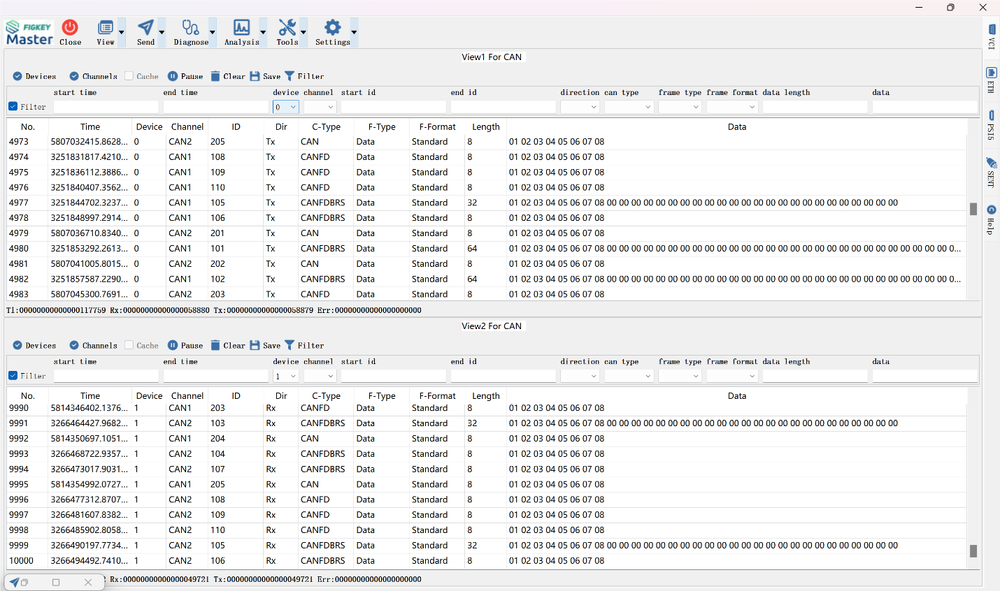 FIGKEY
Master
Close View Send Diagnose Analysis Tools Settings
VCI
ETH
PSI5
SENT
Help
View1 For CAN
Devices Channels Cache Pause Clear Save Filter
start time end time device channel start id end id direction can type frame type frame format data length data
Filter 0
No. Time Device Channel ID Dir C-Type F-Type F-Format Length Data
4973 5807032415.8628... 0 CAN2 205 Tx CAN Data Standard 8 01 02 03 04 05 06 07 08
4974 3251831817.4210... 0 CAN1 108 Tx CANFD Data Standard 8 01 02 03 04 05 06 07 08
4975 3251836112.3886... 0 CAN1 109 Tx CANFD Data Standard 8 01 02 03 04 05 06 07 08
4976 3251840407.3562... 0 CAN1 110 Tx CANFD Data Standard 8 01 02 03 04 05 06 07 08
4977 3251844702.3237... 0 CAN1 105 Tx CANFDBRS Data Standard 32 01 02 03 04 05 06 07 08 00 00 00 00 00 00 00 00 00 00 00 00 00 00 00 00 00 00 00 00 00 00 00 00
4978 3251848997.2914... 0 CAN1 106 Tx CANFDBRS Data Standard 8 01 02 03 04 05 06 07 08
4979 5807036710.8340... 0 CAN2 201 Tx CAN Data Standard 8 01 02 03 04 05 06 07 08
4980 3251853292.2613... 0 CAN1 101 Tx CANFDBRS Data Standard 64 01 02 03 04 05 06 07 08 00 00 00 00 00 00 00 00 00 00 00 00 00 00 00 00 00 00 00 00 00 00 00 00 00 00 00 00 0...
4981 5807041005.8015... 0 CAN2 202 Tx CAN Data Standard 8 01 02 03 04 05 06 07 08
4982 3251857587.2290... 0 CAN1 102 Tx CANFDBRS Data Standard 64 01 02 03 04 05 06 07 08 00 00 00 00 00 00 00 00 00 00 00 00 00 00 00 00 00 00 00 00 00 00 00 00 00 00 00 00 0...
4983 5807045300.7691... 0 CAN2 203 Tx CANFD Data Standard 8 01 02 03 04 05 06 07 08
Tl:00000000000000117759 Rx:00000000000000058880 Tx:00000000000000058879 Err:00000000000000000000
View2 For CAN
Devices Channels Cache Pause Clear Save Filter
start time end time device channel start id end id direction can type frame type frame format data length data
Filter 1
No. Time Device Channel ID Dir C-Type F-Type F-Format Length Data
9990 5814346402.1376... 1 CAN1 203 Rx CANFD Data Standard 8 01 02 03 04 05 06 07 08
9991 3266464427.9682... 1 CAN2 103 Rx CANFDBRS Data Standard 32 01 02 03 04 05 06 07 08 00 00 00 00 00 00 00 00 00 00 00 00 00 00 00 00 00 00 00 00 00 00 00 00
9992 5814350697.1051... 1 CAN1 204 Rx CAN Data Standard 8 01 02 03 04 05 06 07 08
9993 3266468722.9357... 1 CAN2 104 Rx CANFDBRS Data Standard 8 01 02 03 04 05 06 07 08
9994 3266473017.9031... 1 CAN2 107 Rx CANFDBRS Data Standard 8 01 02 03 04 05 06 07 08
9995 5814354992.0727... 1 CAN1 205 Rx CAN Data Standard 8 01 02 03 04 05 06 07 08
9996 3266477312.8707... 1 CAN2 108 Rx CANFD Data Standard 8 01 02 03 04 05 06 07 08
9997 3266481607.8382... 1 CAN2 109 Rx CANFD Data Standard 8 01 02 03 04 05 06 07 08
9998 3266485902.8058... 1 CAN2 110 Rx CANFD Data Standard 8 01 02 03 04 05 06 07 08
9999 3266490197.7734... 1 CAN2 105 Rx CANFDBRS Data Standard 32 01 02 03 04 05 06 07 08 00 00 00 00 00 00 00 00 00 00 00 00 00 00 00 00 00 00 00 00 00 00 00 00
10000 3266494492.7410... 1 CAN2 106 Rx CANFDBRS Data Standard 8 01 02 03 04 05 06 07 08
2 Rx:00000000000000049721 Tx:00000000000000049721 Err:00000000000000000000